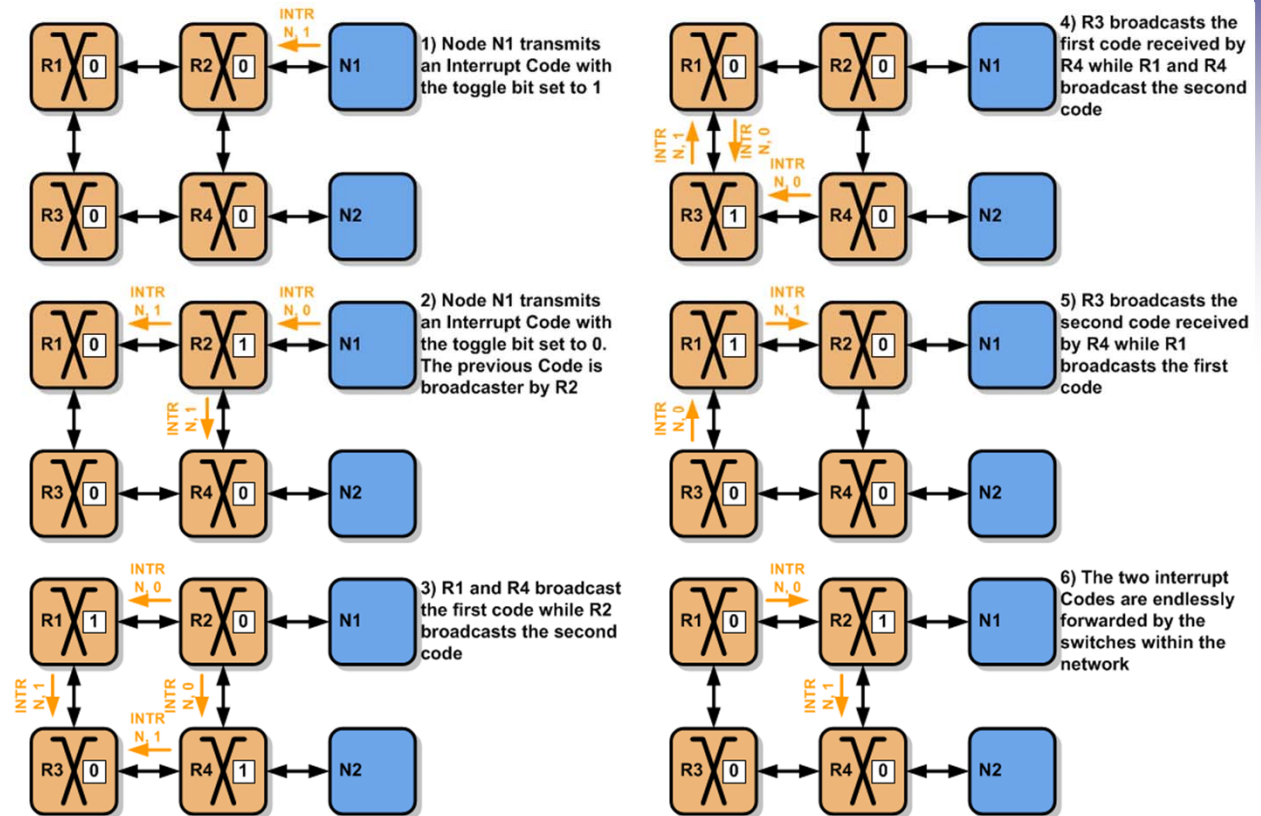 INTR
N, 1
R1 0
R2 0
N1
1) Node N1 transmits
an Interrupt Code with
the toggle bit set to 1
R3 0
R4 0
N2
INTR
N, 1
INTR
N, 0
R1 0
R2 1
N1
2) Node N1 transmits
an Interrupt Code with
the toggle bit set to 0.
The previous Code is
broadcaster by R2
INTR
N, 1
R3 0
R4 0
N2
INTR
N, 0
R1 1
R2 0
N1
3) R1 and R4 broadcast
the first code while R2
broadcasts the second
code
INTR
N, 1
INTR
N, 0
INTR
N, 1
R3 0
R4 1
N2
4) R3 broadcasts the
first code received by
R4 while R1 and R4
broadcast the second
code
R1 0
R2 0
N1
INTR
N, 1
INTR
N, 0
INTR
N, 0
R3 1
R4 0
N2
INTR
N, 1
R1 1
R2 0
N1
5) R3 broadcasts the
second code received
by R4 while R1
broadcasts the first
code
INTR
N, 0
R3 0
R4 0
N2
INTR
N, 0
R1 0
R2 1
N1
6) The two interrupt
Codes are endlessly
forwarded by the
switches within the
network
INTR
N, 1
R3 0
R4 0
N2